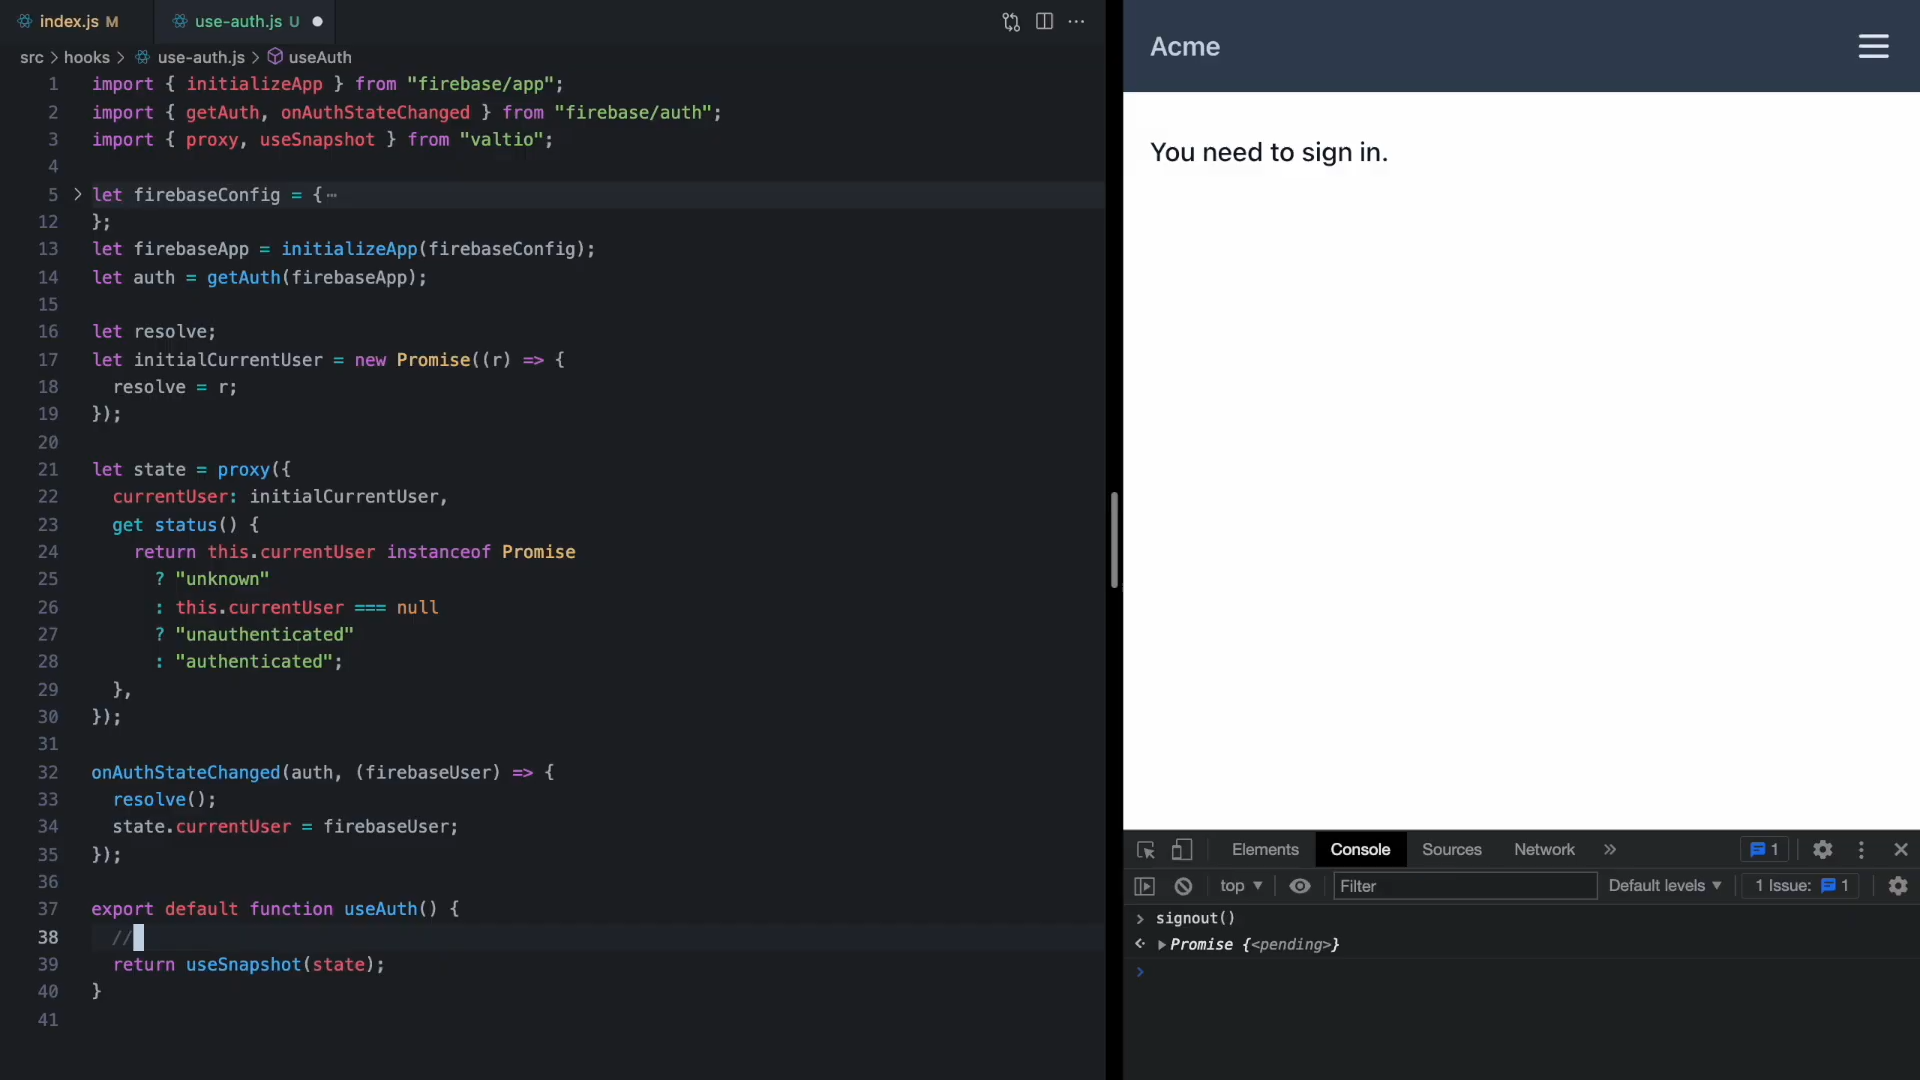 index.js M
use-auth.js U
src > hooks > use-auth.js > useAuth
1 import { initializeApp } from "firebase/app";
2 import { getAuth, onAuthStateChanged } from "firebase/auth";
3 import { proxy, useSnapshot } from "valtio";
4
5 let firebaseConfig = {…
12 };
13 let firebaseApp = initializeApp(firebaseConfig);
14 let auth = getAuth(firebaseApp);
15
16 let resolve;
17 let initialCurrentUser = new Promise((r) => {
18   resolve = r;
19 });
20
21 let state = proxy({
22   currentUser: initialCurrentUser,
23   get status() {
24     return this.currentUser instanceof Promise
25       ? "unknown"
26       : this.currentUser === null
27       ? "unauthenticated"
28       : "authenticated";
29   },
30 });
31
32 onAuthStateChanged(auth, (firebaseUser) => {
33   resolve();
34   state.currentUser = firebaseUser;
35 });
36
37 export default function useAuth() {
38   //
39   return useSnapshot(state);
40 }
41
Acme
You need to sign in.
Elements Console Sources Network » 1
top Filter Default levels 1 Issue: 1
> signout()
Promise {<pending>}
>